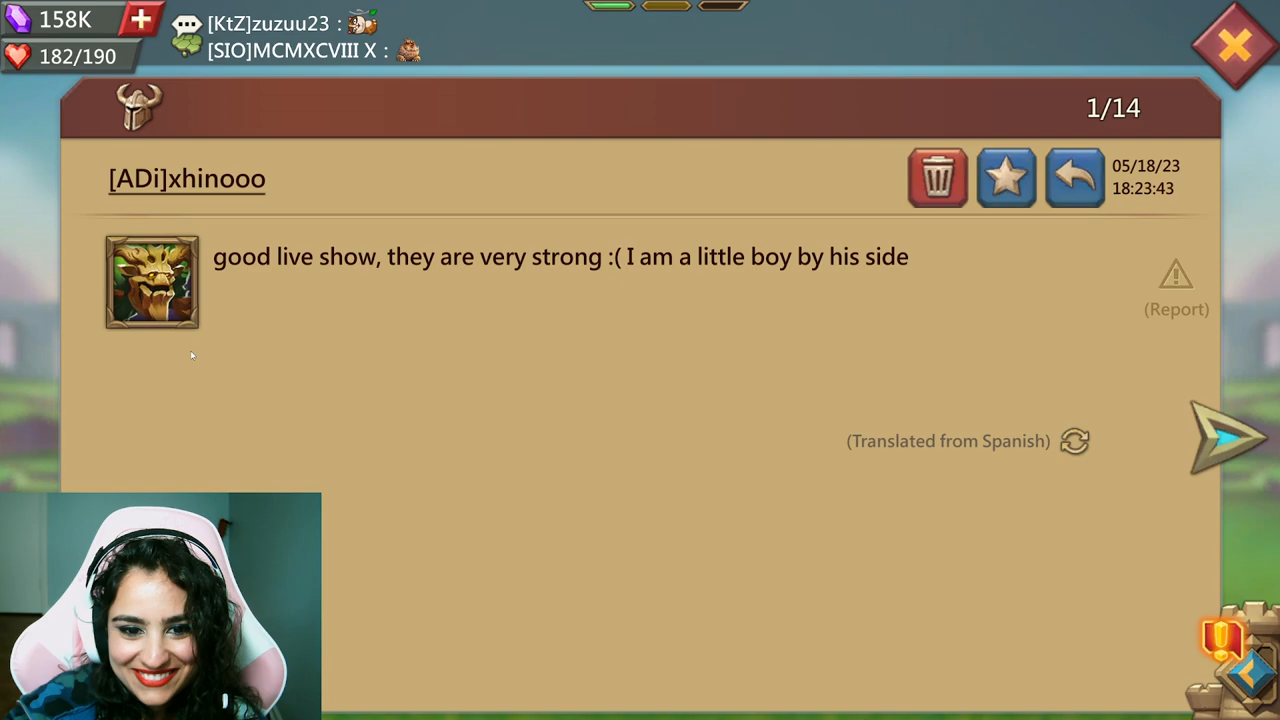 158K
[KtZ]zuzuu23 :
182/190
[SIO]MCMXCVIII X :
1/14
[ADi]xhinooo
05/18/23
18:23:43
good live show, they are very strong :( I am a little boy by his side
(Report)
(Translated from Spanish)